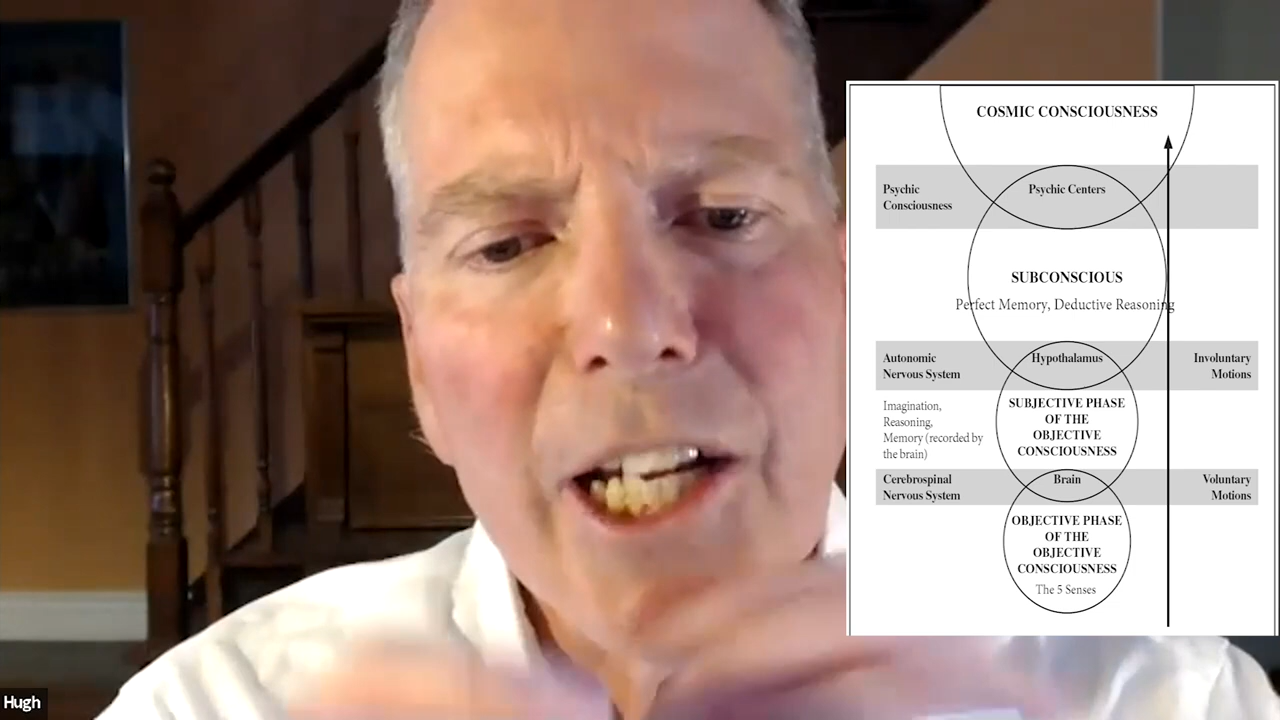 COSMIC CONSCIOUSNESS
Psychic
Consciousness
Psychic Centers
SUBCONSCIOUS
Perfect Memory, Deductive Reasoning
Autonomic
Nervous System
Hypothalamus
Involuntary
Motions
Imagination,
Reasoning,
Memory (recorded by
the brain)
SUBJECTIVE PHASE
OF THE
OBJECTIVE
CONSCIOUSNESS
Cerebrospinal
Nervous System
Brain
Voluntary
Motions
OBJECTIVE PHASE
OF THE
OBJECTIVE
CONSCIOUSNESS
The 5 Senses
Hugh